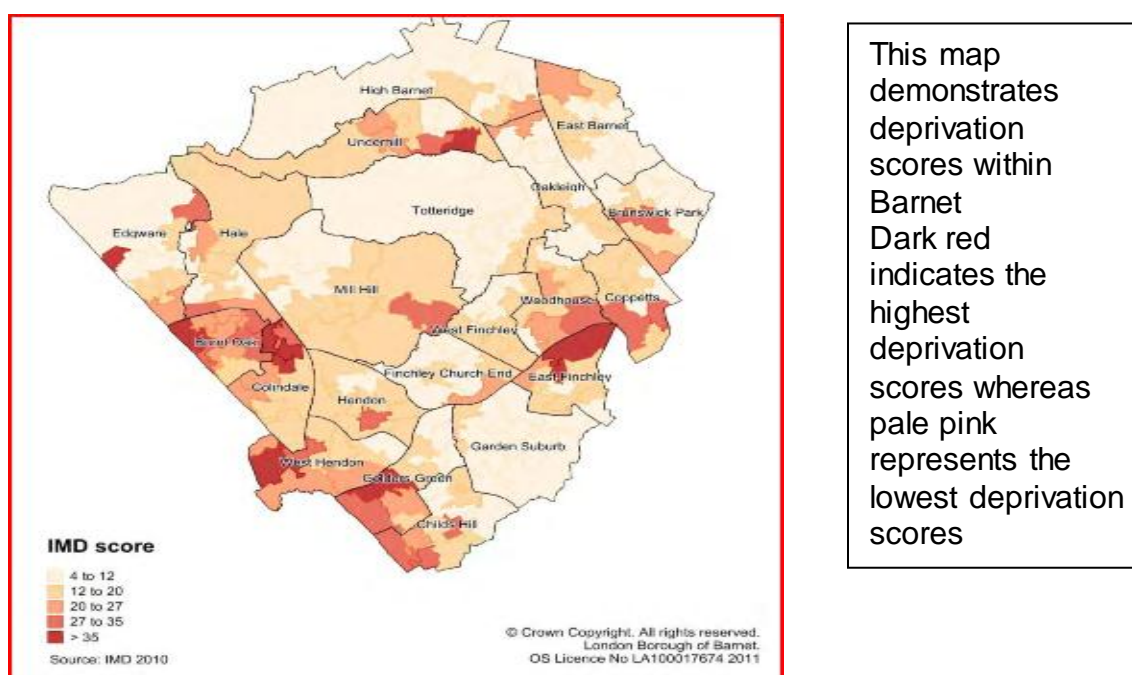 High Barnet
East Barnet
Underhill
Oakleigh
Totteridge
Brunswick Park
Edgware
Hale
Mill Hill
Woodhouse
Coppetts
West Finchley
Burnt Oak
Finchley Church End
East Finchley
Colindale
Hendon
Garden Suburb
West Hendon
Golders Green
Childs Hill
IMD score
4 to 12
12 to 20
20 to 27
27 to 35
> 35
Source: IMD 2010
© Crown Copyright. All rights reserved.
London Borough of Barnet.
OS Licence No LA100017674 2011
This map
demonstrates
deprivation
scores within
Barnet
Dark red
indicates the
highest
deprivation
scores whereas
pale pink
represents the
lowest deprivation
scores